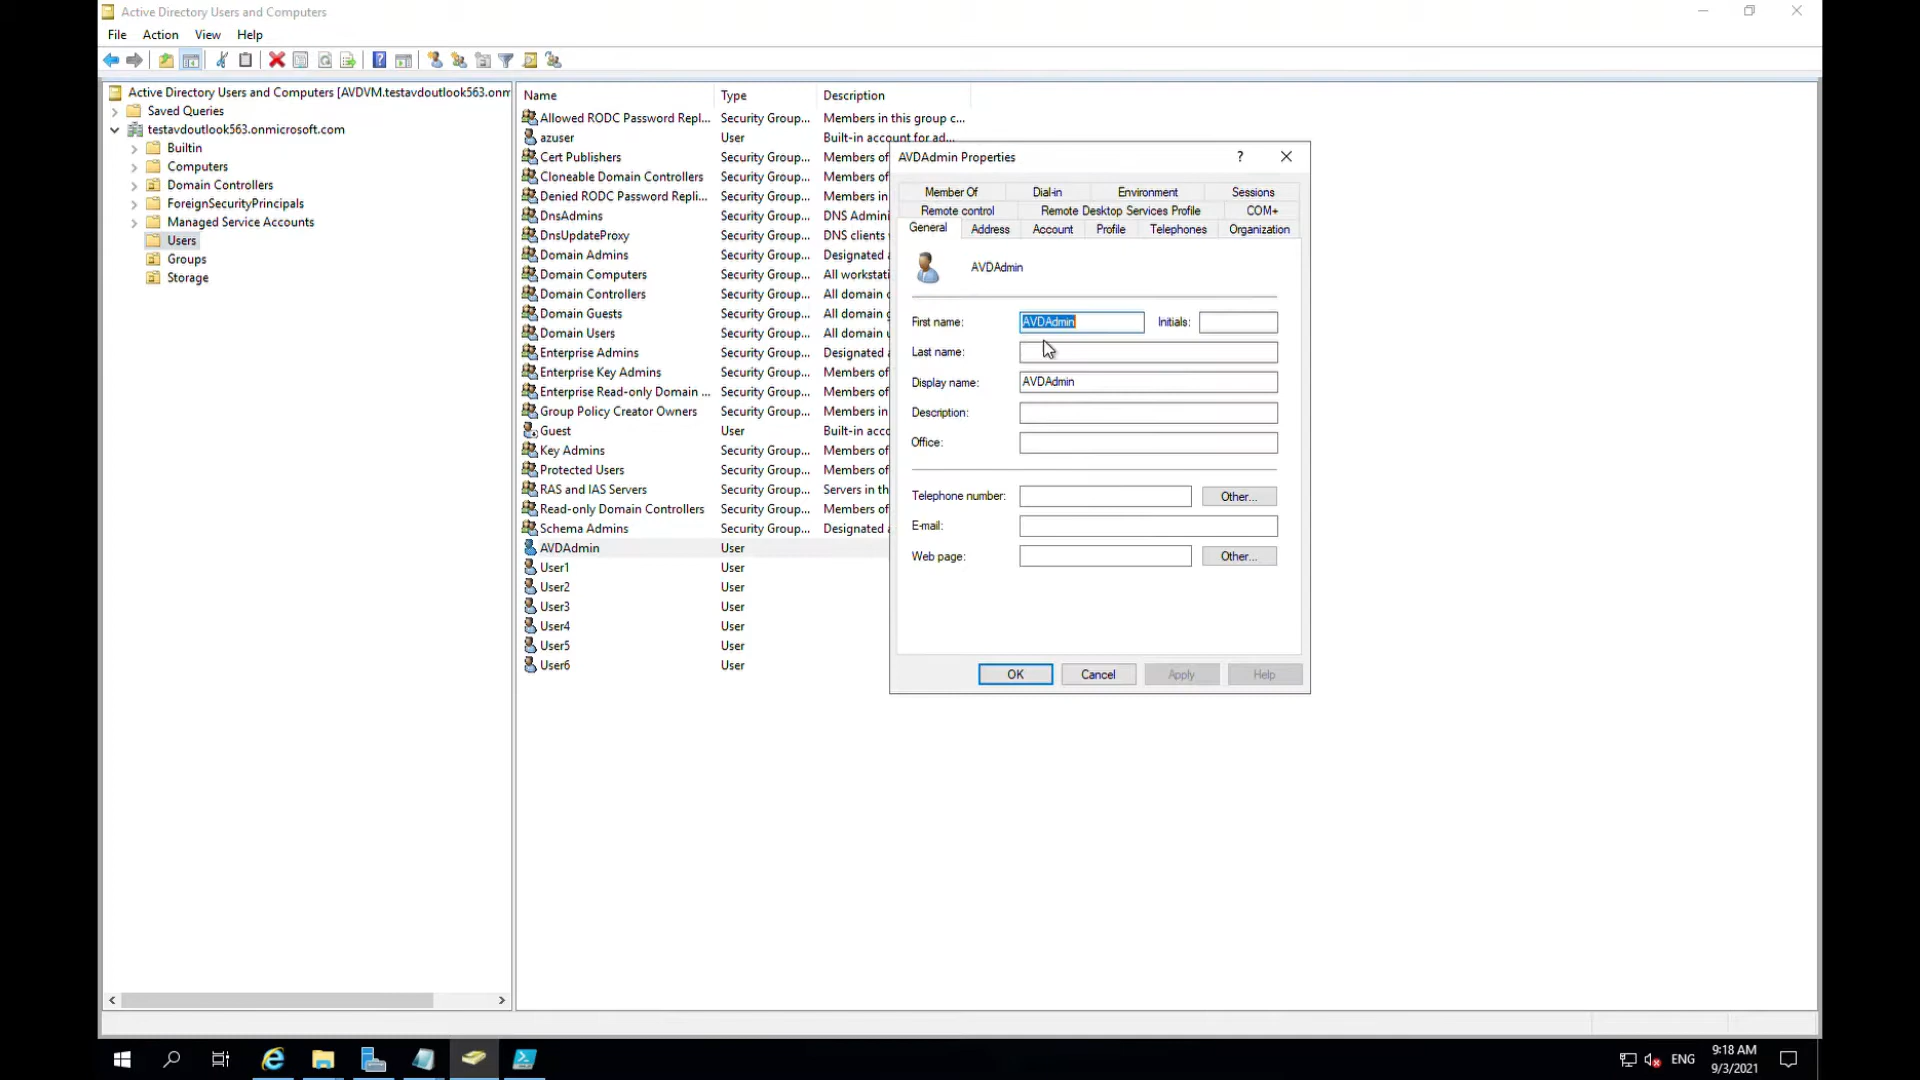 Active Directory Users and Computers
File Action View Help
Active Directory Users and Computers [AVDVM.testavdoutlook563.onm
Saved Queries
testavdoutlook563.onmicrosoft.com
Builtin
Computers
Domain Controllers
ForeignSecurityPrincipals
Managed Service Accounts
Users
Groups
Storage
Name Type Description
Allowed RODC Password Repl... Security Group... Members in this group c...
azuser User Built-in account for ad...
Cert Publishers Security Group... Members of
Cloneable Domain Controllers Security Group... Members of
Denied RODC Password Repli... Security Group... Members in
DnsAdmins Security Group... DNS Admini
DnsUpdateProxy Security Group... DNS clients
Domain Admins Security Group... Designated a
Domain Computers Security Group... All workstati
Domain Controllers Security Group... All domain c
Domain Guests Security Group... All domain g
Domain Users Security Group... All domain u
Enterprise Admins Security Group... Designated a
Enterprise Key Admins Security Group... Members of
Enterprise Read-only Domain ... Security Group... Members of
Group Policy Creator Owners Security Group... Members in
Guest User Built-in acco
Key Admins Security Group... Members of
Protected Users Security Group... Members of
RAS and IAS Servers Security Group... Servers in th
Read-only Domain Controllers Security Group... Members of
Schema Admins Security Group... Designated a
AVDAdmin User
User1 User
User2 User
User3 User
User4 User
User5 User
User6 User
AVDAdmin Properties ?
Member Of Dial-in Environment Sessions
Remote control Remote Desktop Services Profile COM+
General Address Account Profile Telephones Organization
AVDAdmin
First name: AVDAdmin Initials:
Last name:
Display name: AVDAdmin
Description:
Office:
Telephone number: Other...
E-mail:
Web page: Other...
OK Cancel Apply Help
ENG 9:18 AM
9/3/2021